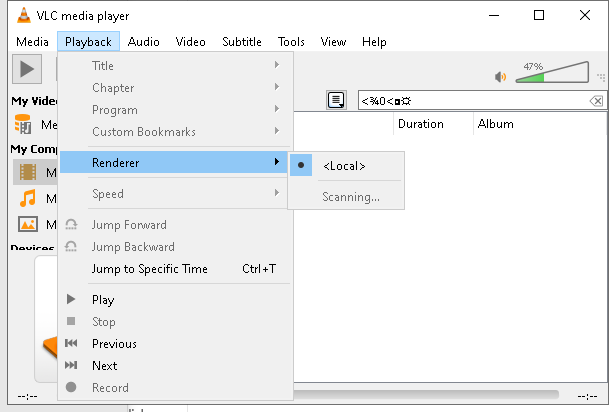 VLC media player
Media Playback Audio Video Subtitle Tools View Help
Title
Chapter
Program
Custom Bookmarks
Renderer
<Local>
Scanning...
Speed
Jump Forward
Jump Backward
Jump to Specific Time Ctrl+T
Play
Stop
Previous
Next
Record
47%
<¾0<¤☼
Duration Album
My Vide
Me
My Comp
M
M
M
Devices
--:--
--:--